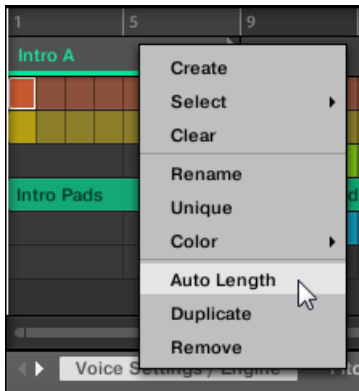 1 5 9
Intro A
Create
Select
Clear
Rename
Unique
Intro Pads
Color
Auto Length
Duplicate
Remove
Voice Settings / Engine